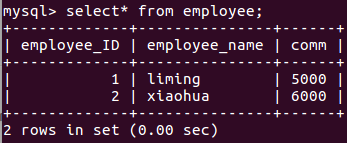 mysql> select* from employee;
+-------------+---------------+------+
| employee_ID | employee_name | comm |
+-------------+---------------+------+
|           1 | liming        | 5000 |
|           2 | xiaohua       | 6000 |
+-------------+---------------+------+
2 rows in set (0.00 sec)